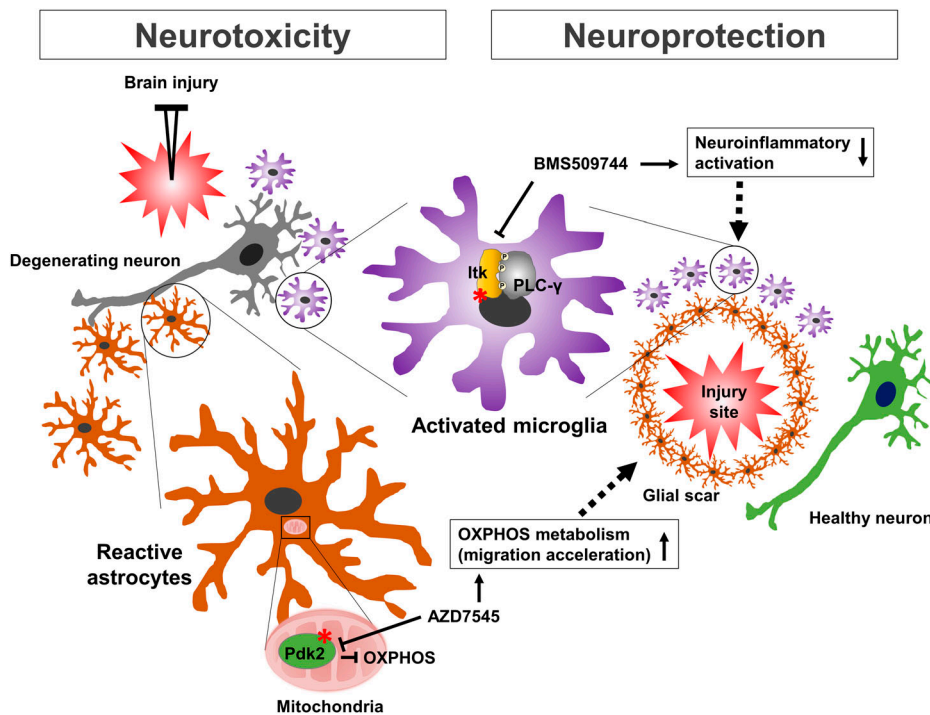 Neurotoxicity
Neuroprotection
Brain injury
Degenerating neuron
BMS509744
Neuroinflammatory
activation
Itk
P
P
P
PLC-γ
*
Activated microglia
Injury
site
Glial scar
Healthy neuron
Reactive
astrocytes
OXPHOS metabolism
(migration acceleration)
AZD7545
*
Pdk2
OXPHOS
Mitochondria